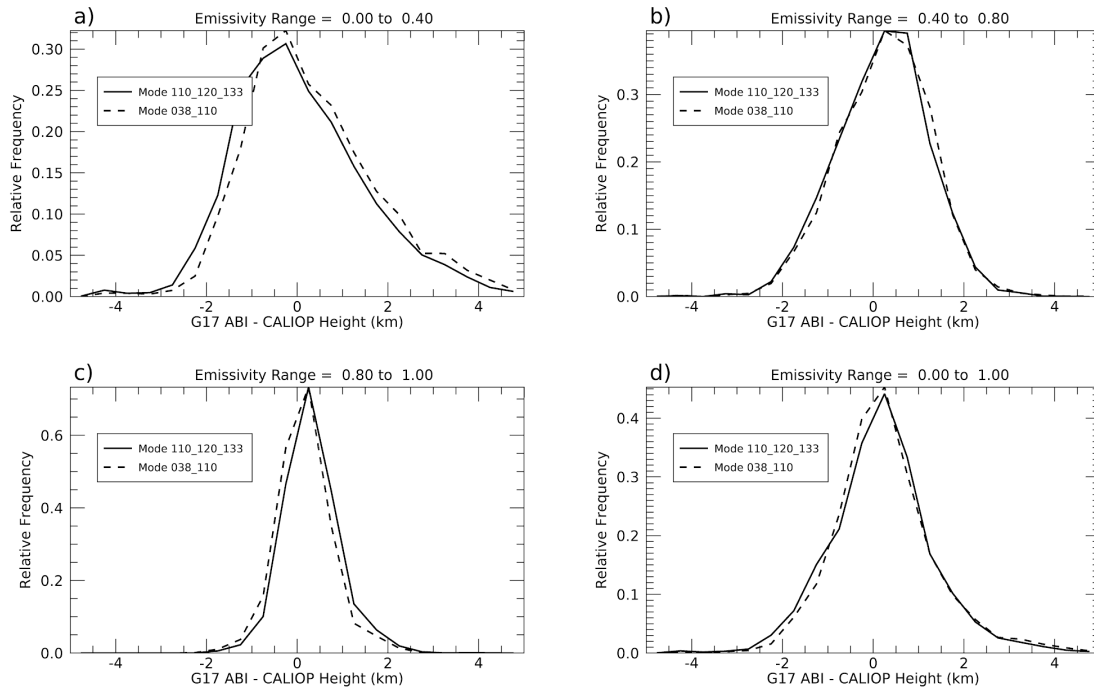 a)
Emissivity Range =  0.00 to  0.40
Relative Frequency
0.30
0.25
0.20
0.15
0.10
0.05
0.00
Mode 110_120_133
Mode 038_110
-4 -2 0 2 4
G17 ABI - CALIOP Height (km)
b)
Emissivity Range =  0.40 to  0.80
Relative Frequency
0.3
0.2
0.1
0.0
Mode 110_120_133
Mode 038_110
-4 -2 0 2 4
G17 ABI - CALIOP Height (km)
c)
Emissivity Range =  0.80 to  1.00
Relative Frequency
0.6
0.4
0.2
0.0
Mode 110_120_133
Mode 038_110
-4 -2 0 2 4
G17 ABI - CALIOP Height (km)
d)
Emissivity Range =  0.00 to  1.00
Relative Frequency
0.4
0.3
0.2
0.1
0.0
Mode 110_120_133
Mode 038_110
-4 -2 0 2 4
G17 ABI - CALIOP Height (km)